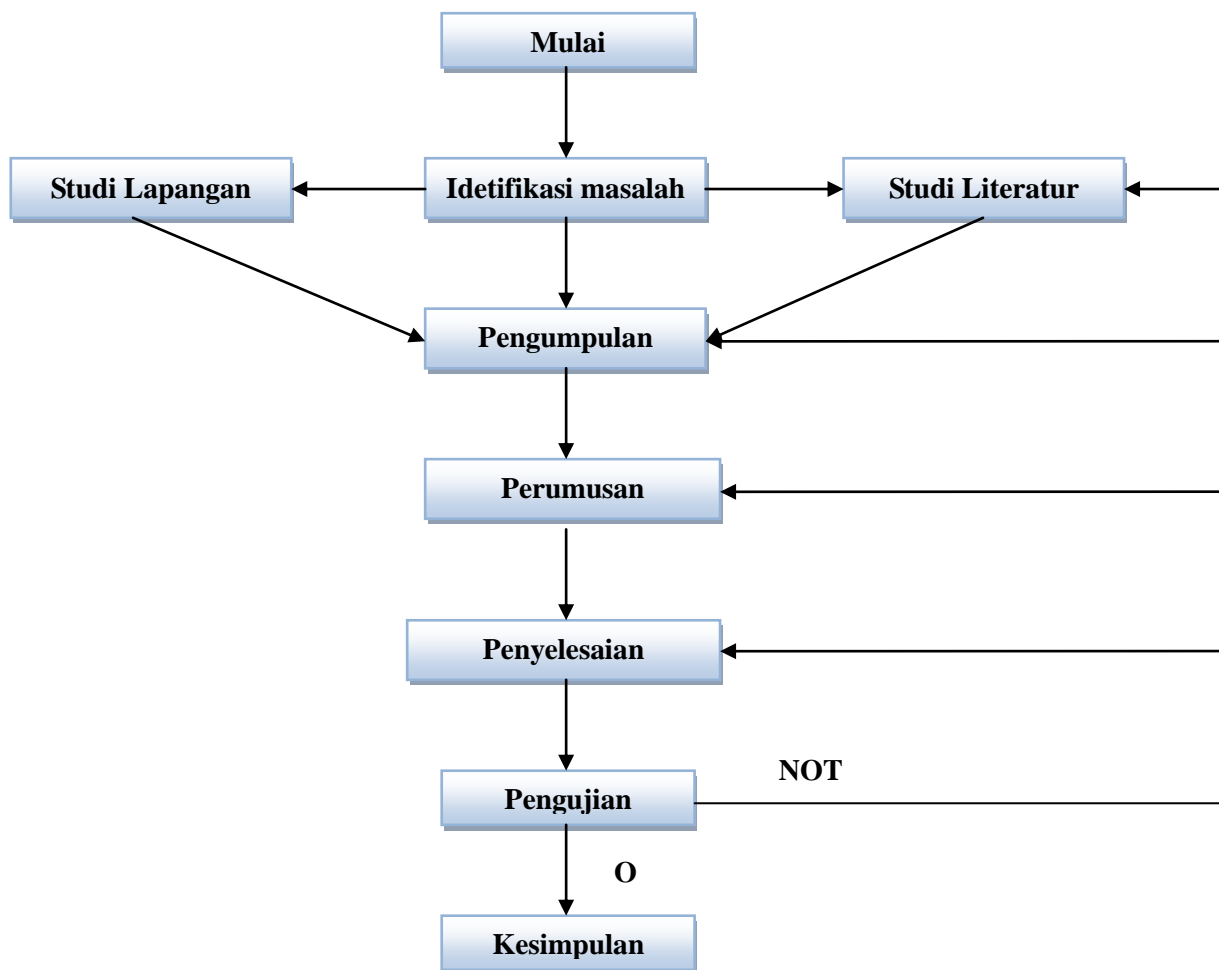 Mulai
Studi Lapangan
Idetifikasi masalah
Studi Literatur
Pengumpulan
Perumusan
Penyelesaian
NOT
Pengujian
O
Kesimpulan